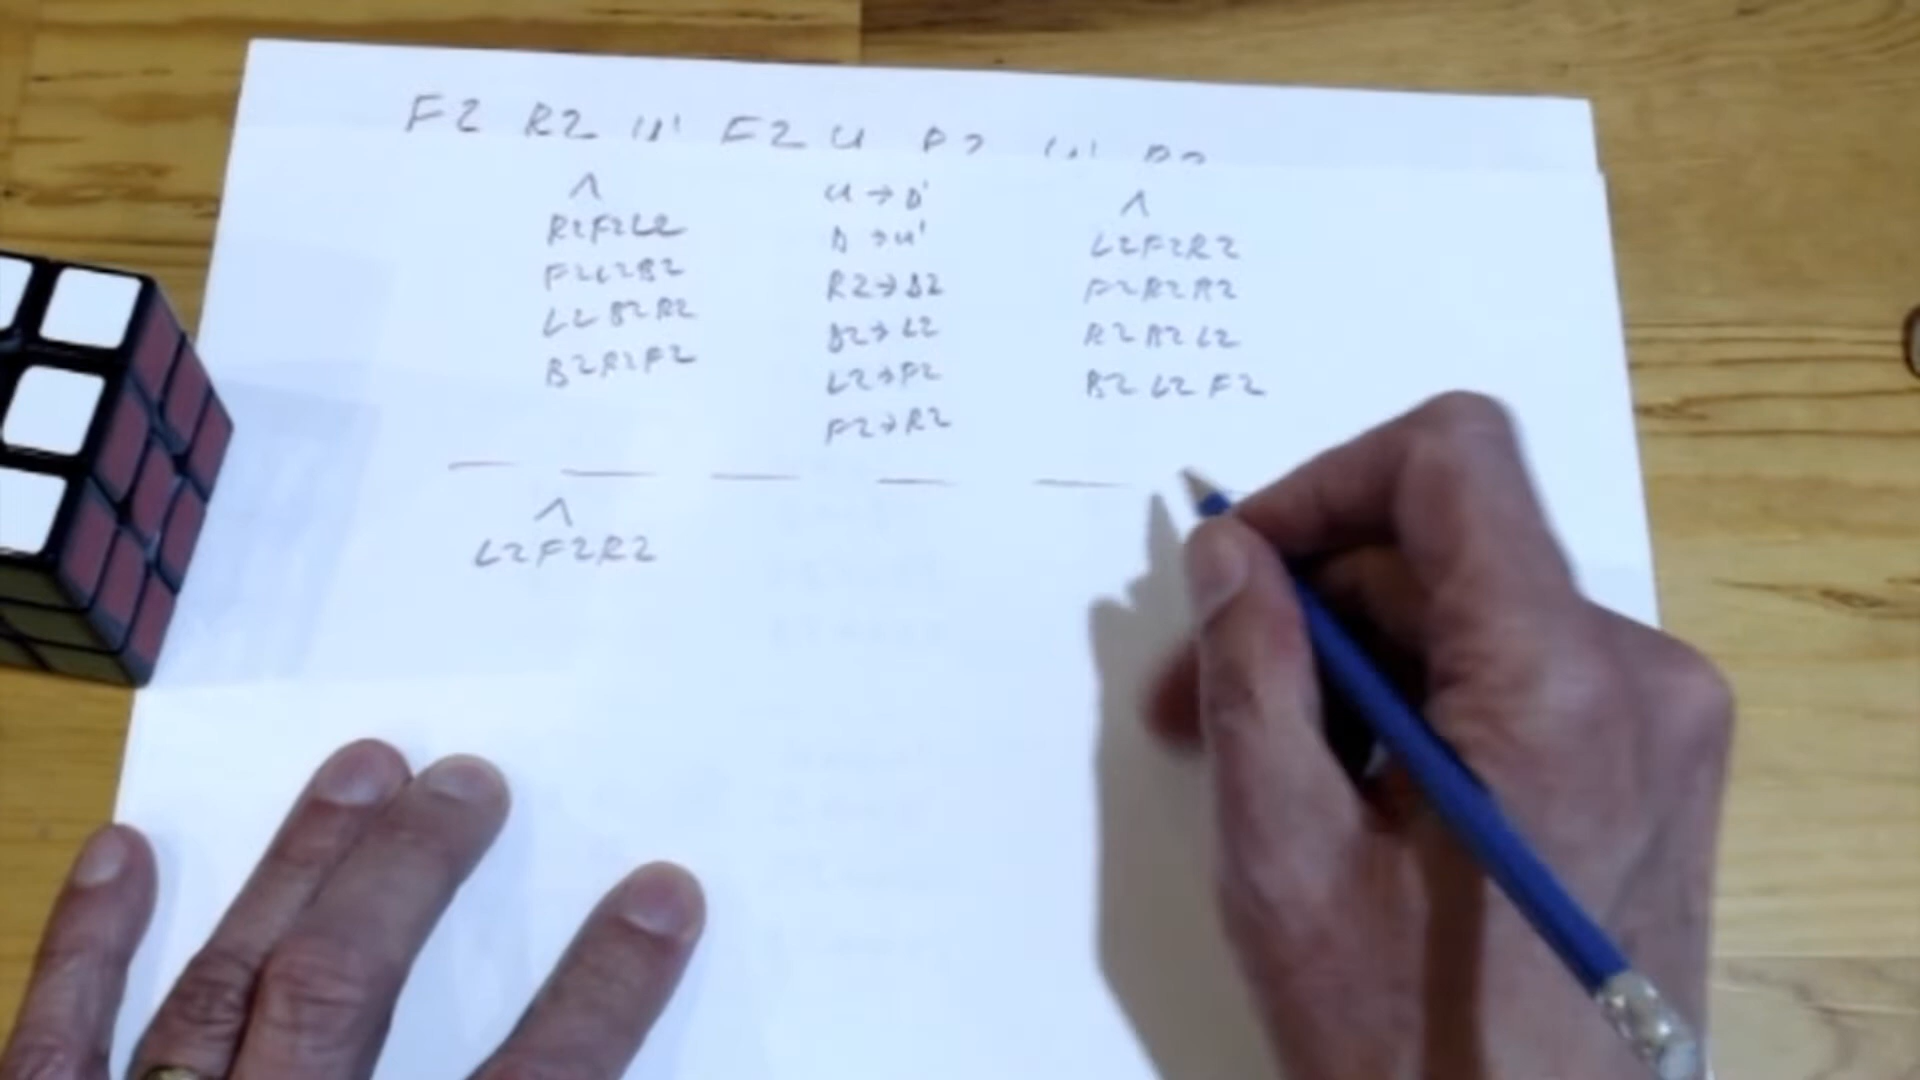 F2 R2 U' F2 U
^ U → D' ^
R2F2L2 D → U' L2F2R2
F2L2B2 R2→B2 F2R2B2
L2B2R2 B2→L2 R2B2L2
B2R2F2 L2→F2 B2L2F2
F2→R2
^
L2F2R2